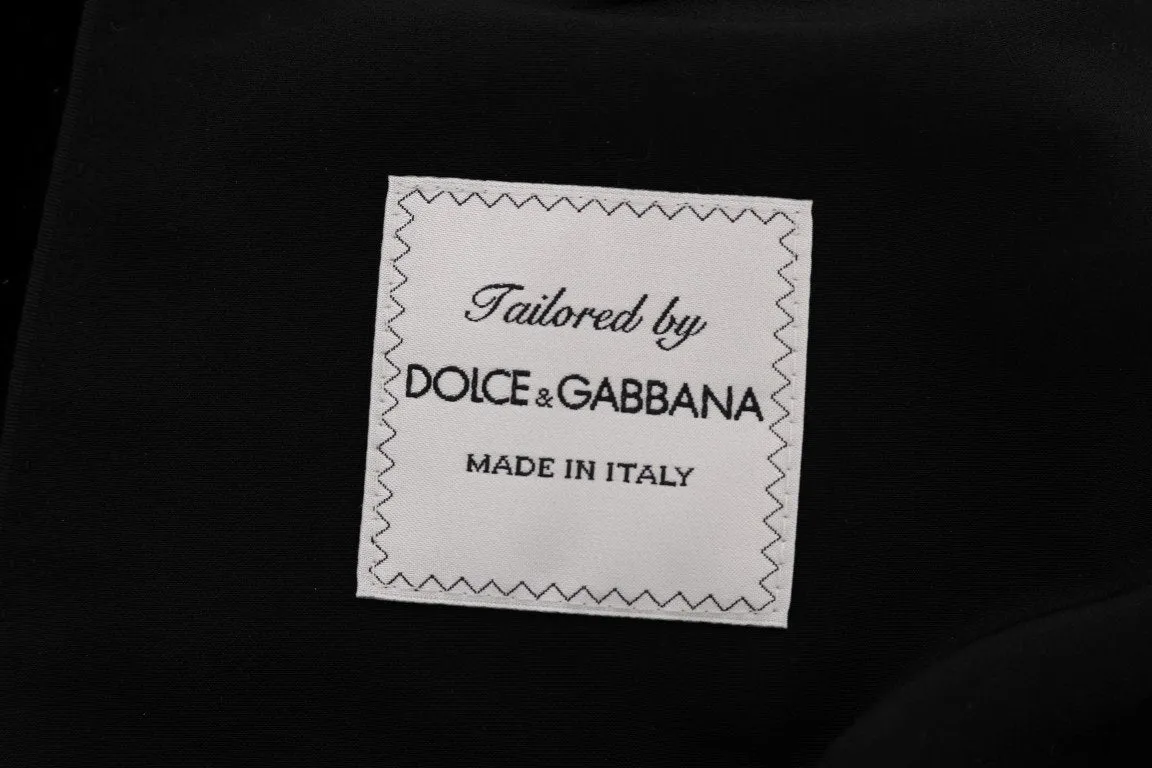 Tailored by
DOLCE & GABBANA
MADE IN ITALY